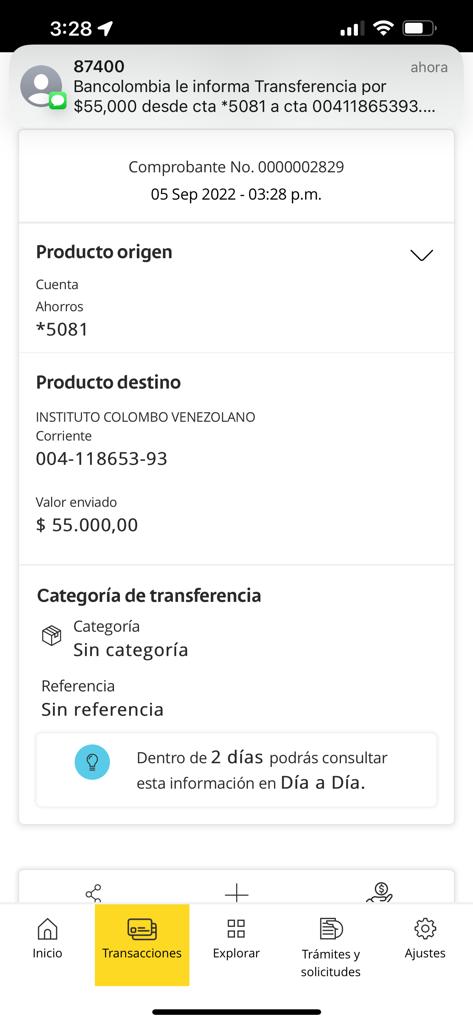 3:28
87400
ahora
Bancolombia le informa Transferencia por
$55,000 desde cta *5081 a cta 00411865393....
Comprobante No. 0000002829
05 Sep 2022 - 03:28 p.m.
Producto origen
Cuenta
Ahorros
*5081
Producto destino
INSTITUTO COLOMBO VENEZOLANO
Corriente
004-118653-93
Valor enviado
$ 55.000,00
Categoría de transferencia
Categoría
Sin categoría
Referencia
Sin referencia
Dentro de 2 días podrás consultar
esta información en Día a Día.
Inicio
Transacciones
Explorar
Trámites y
solicitudes
Ajustes